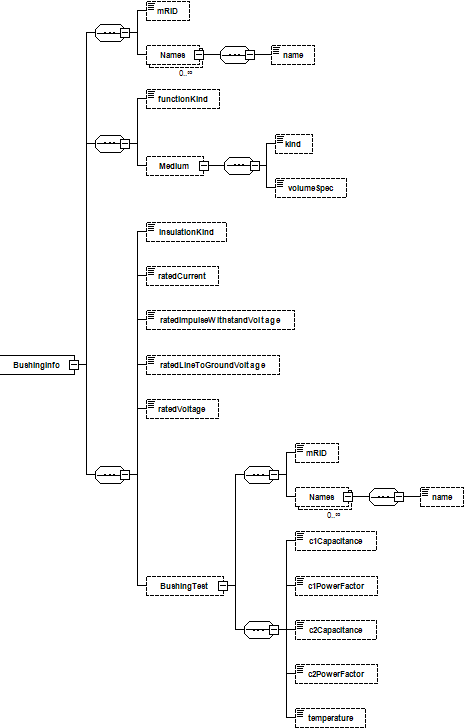 mRID
Names
name
0..∞
functionKind
kind
Medium
volumeSpec
insulationKind
ratedCurrent
ratedImpulseWithstandVoltage
BushingInfo
ratedLineToGroundVoltage
ratedVoltage
mRID
Names
name
0..∞
c1Capacitance
BushingTest
c1PowerFactor
c2Capacitance
c2PowerFactor
temperature